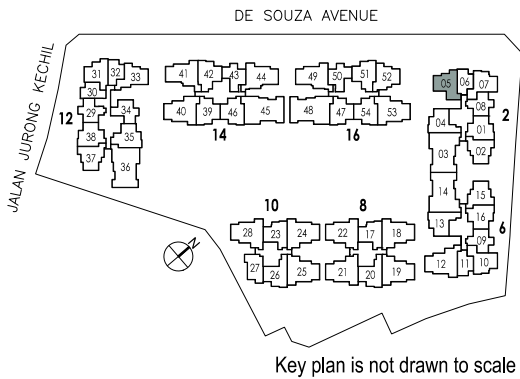 DE SOUZA AVENUE
JALAN JURONG KECHIL
31 32 33 41 42 43 44 49 50 51 52 05 06 07
30 08
12 29 34 40 39 46 45 48 47 54 53 04 01 2
38 35 14 16 03 02
37 36
14 15
10 8 13 16
28 23 24 22 17 18 09 6
N
27 26 25 21 20 19 12 11 10
Key plan is not drawn to scale